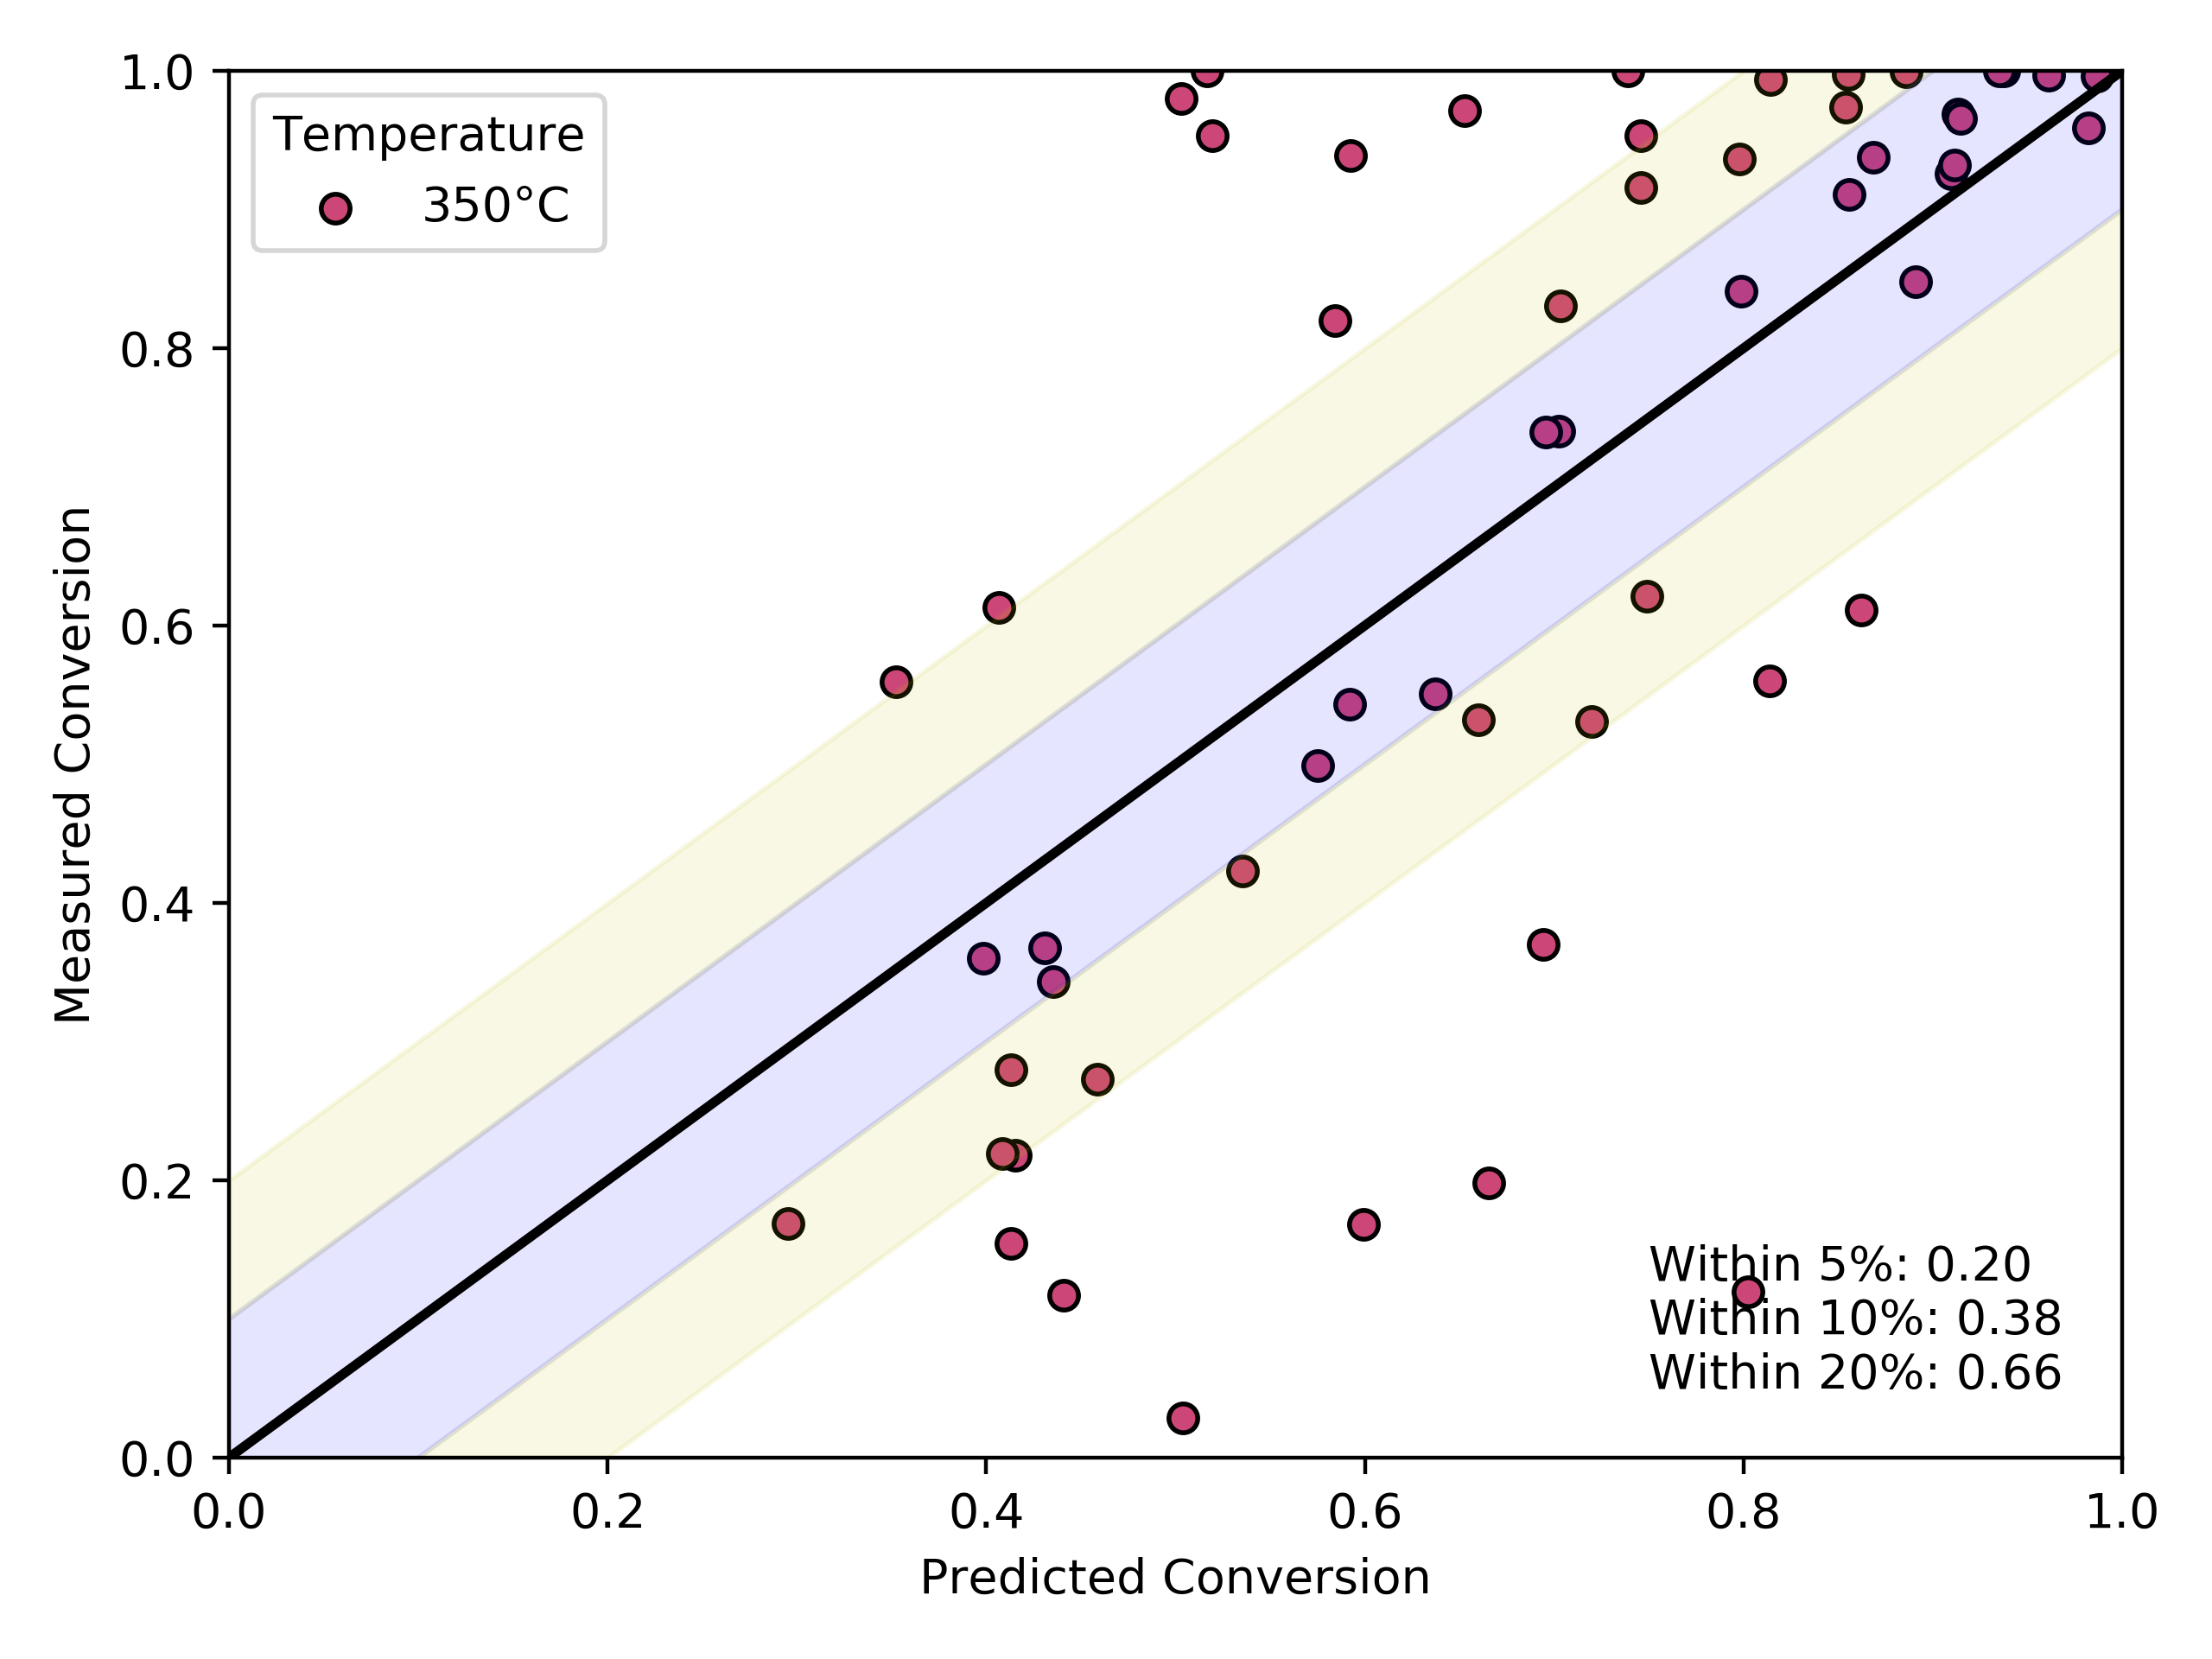 1.0
0.8
0.6
0.4
0.2
0.0
Measured Conversion
Temperature
350°C
Within 5%: 0.20
Within 10%: 0.38
Within 20%: 0.66
0.0 0.2 0.4 0.6 0.8 1.0
Predicted Conversion